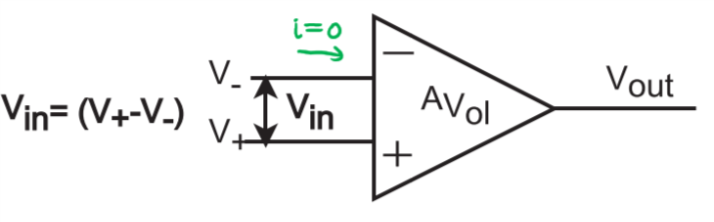 i=0
V-
Vin= (V+-V-)
Vin
V+
−
AVol
+
Vout